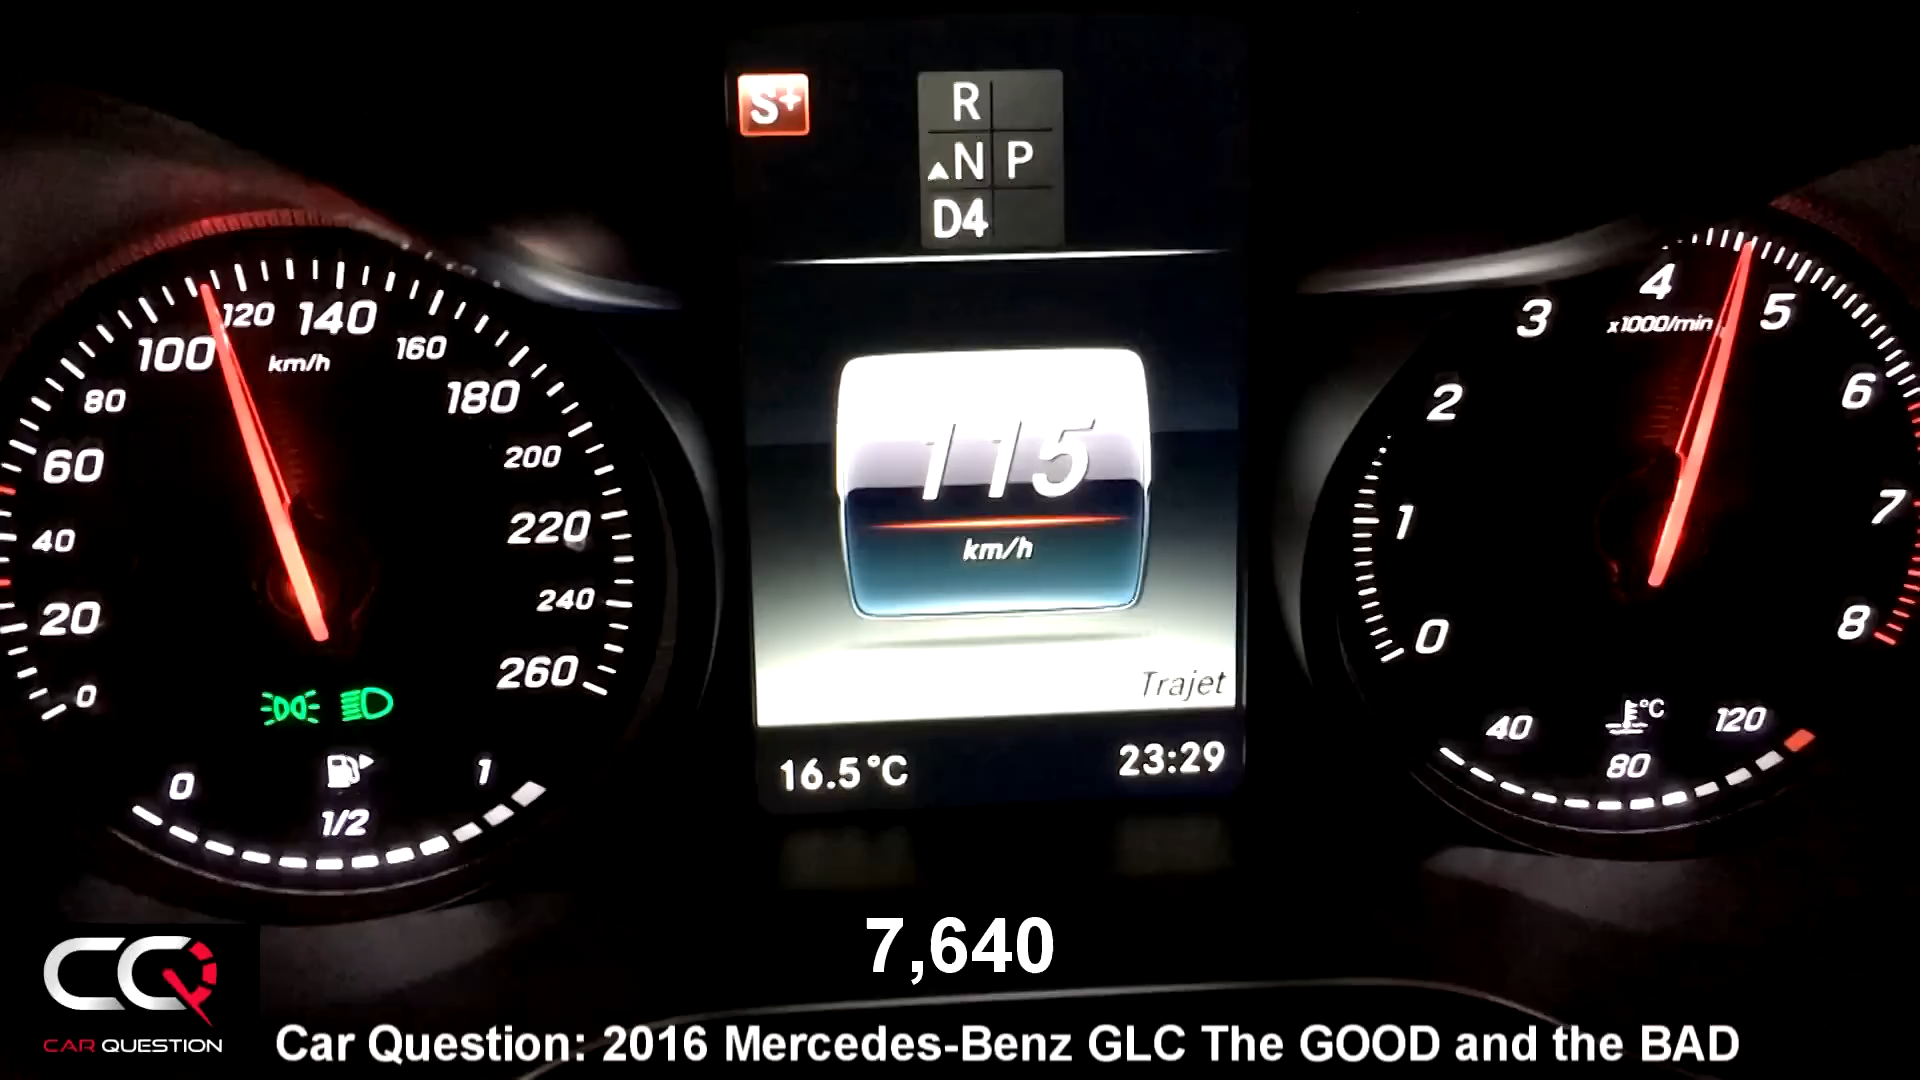 S+
R
N P
D4
0
20
40
60
80
100
120
140
160
180
200
220
240
260
km/h
0
1/2
1
115
km/h
Trajet
16.5°C
23:29
0
1
2
3
4
5
6
7
8
x1000/min
40
80
120
°C
7,640
CQ
CAR QUESTION
Car Question: 2016 Mercedes-Benz GLC The GOOD and the BAD